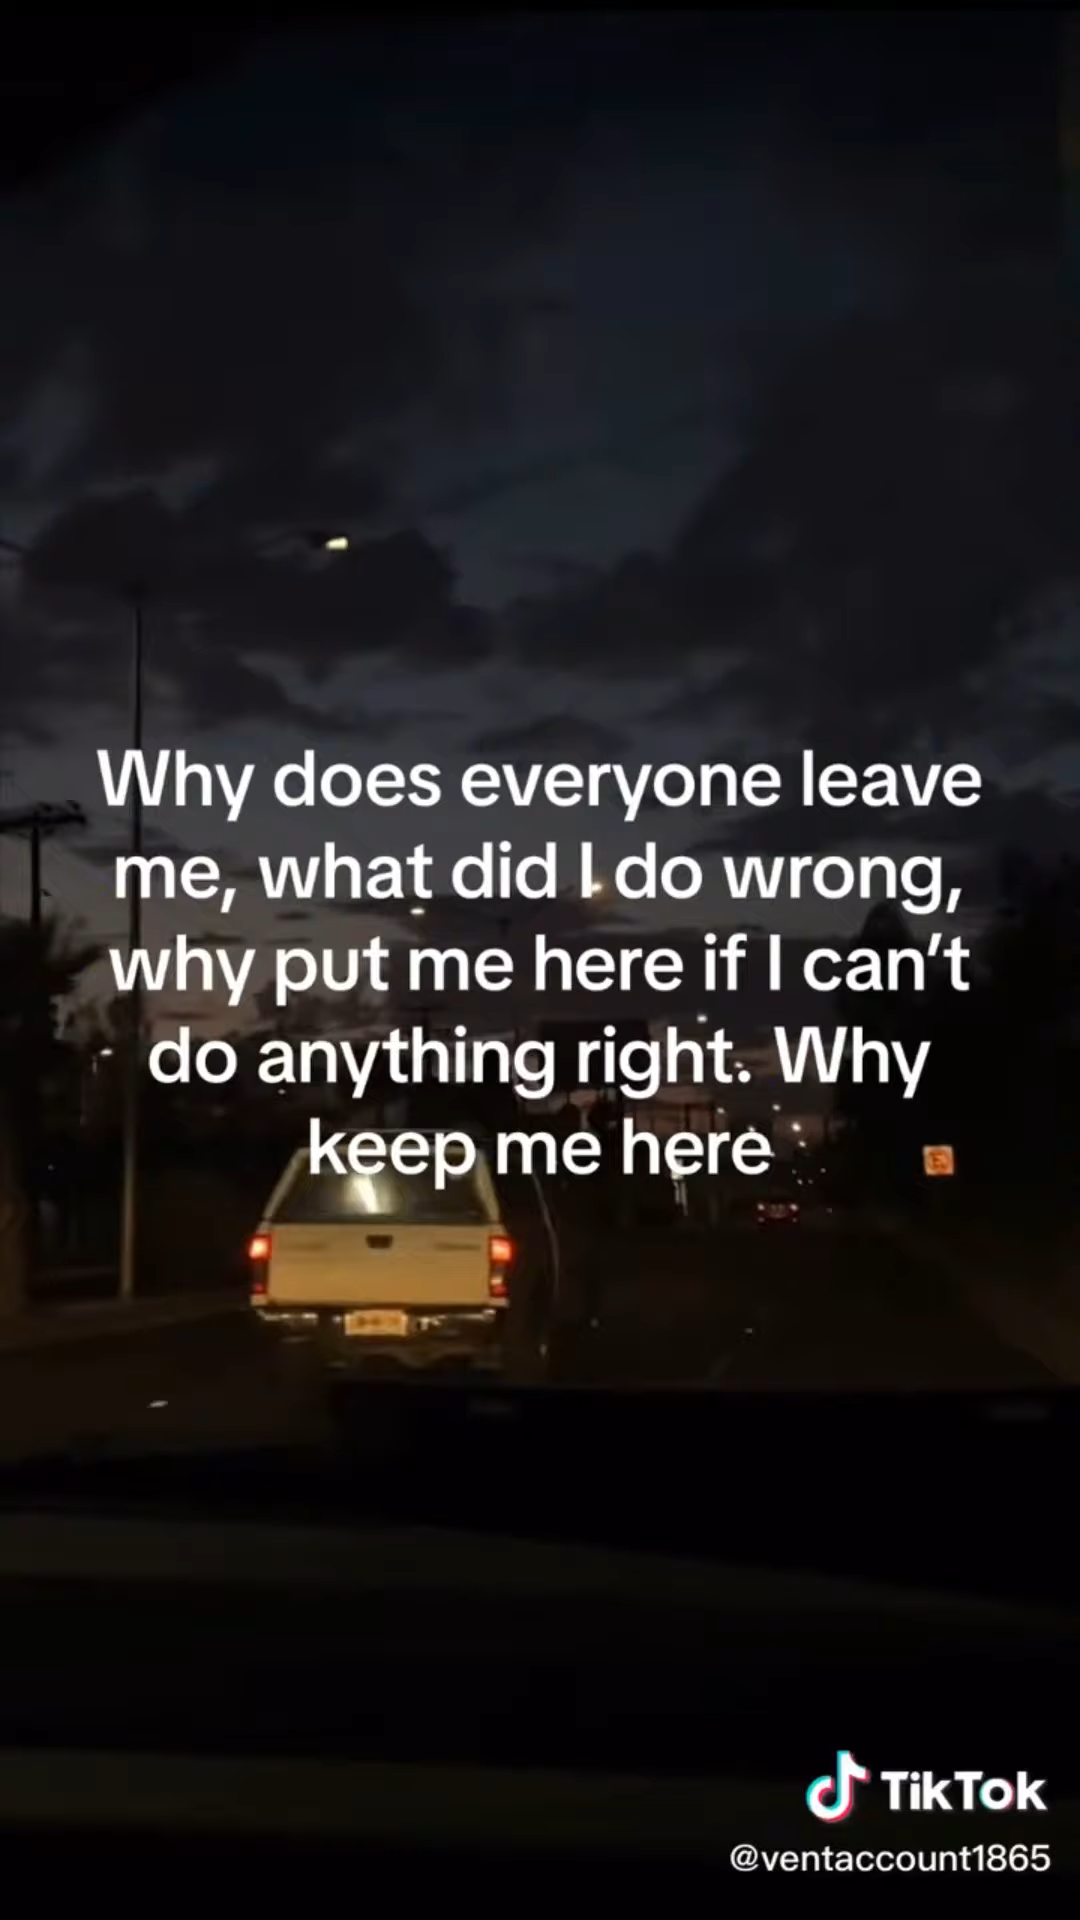 Why does everyone leave
me, what did I do wrong,
why put me here if I can't
do anything right. Why
keep me here
TikTok
@ventaccount1865